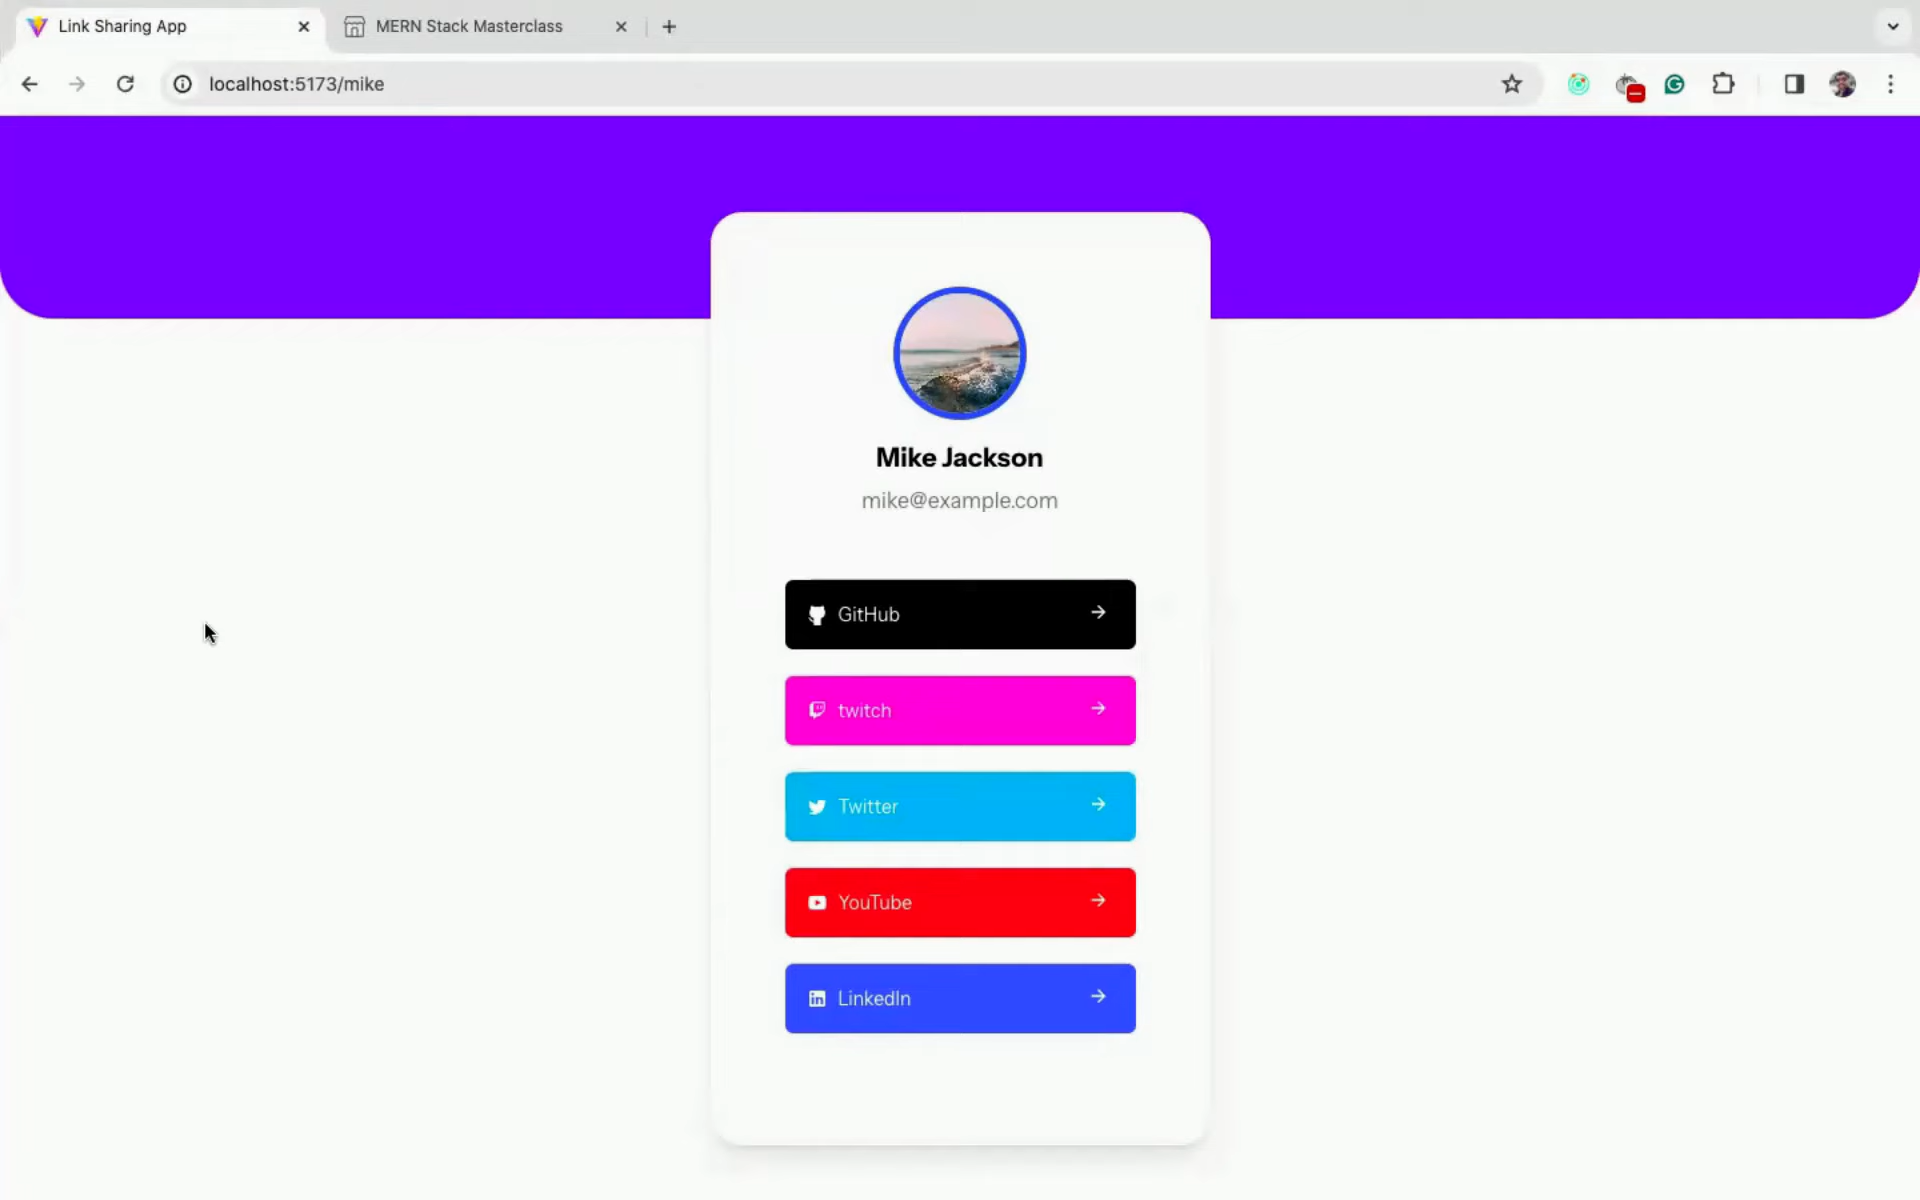 Link Sharing App
MERN Stack Masterclass
localhost:5173/mike
Mike Jackson
mike@example.com
GitHub
twitch
Twitter
YouTube
LinkedIn